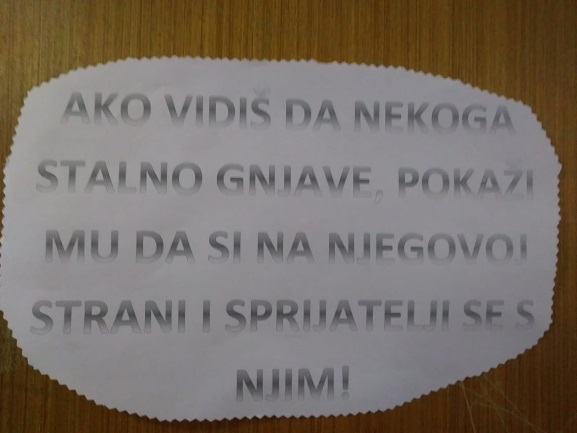 AKO VIDIŠ DA NEKOGA
STALNO GNJAVE, POKAŽI
MU DA SI NA NJEGOVOJ
STRANI I SPRIJATELJI SE S
NJIM!